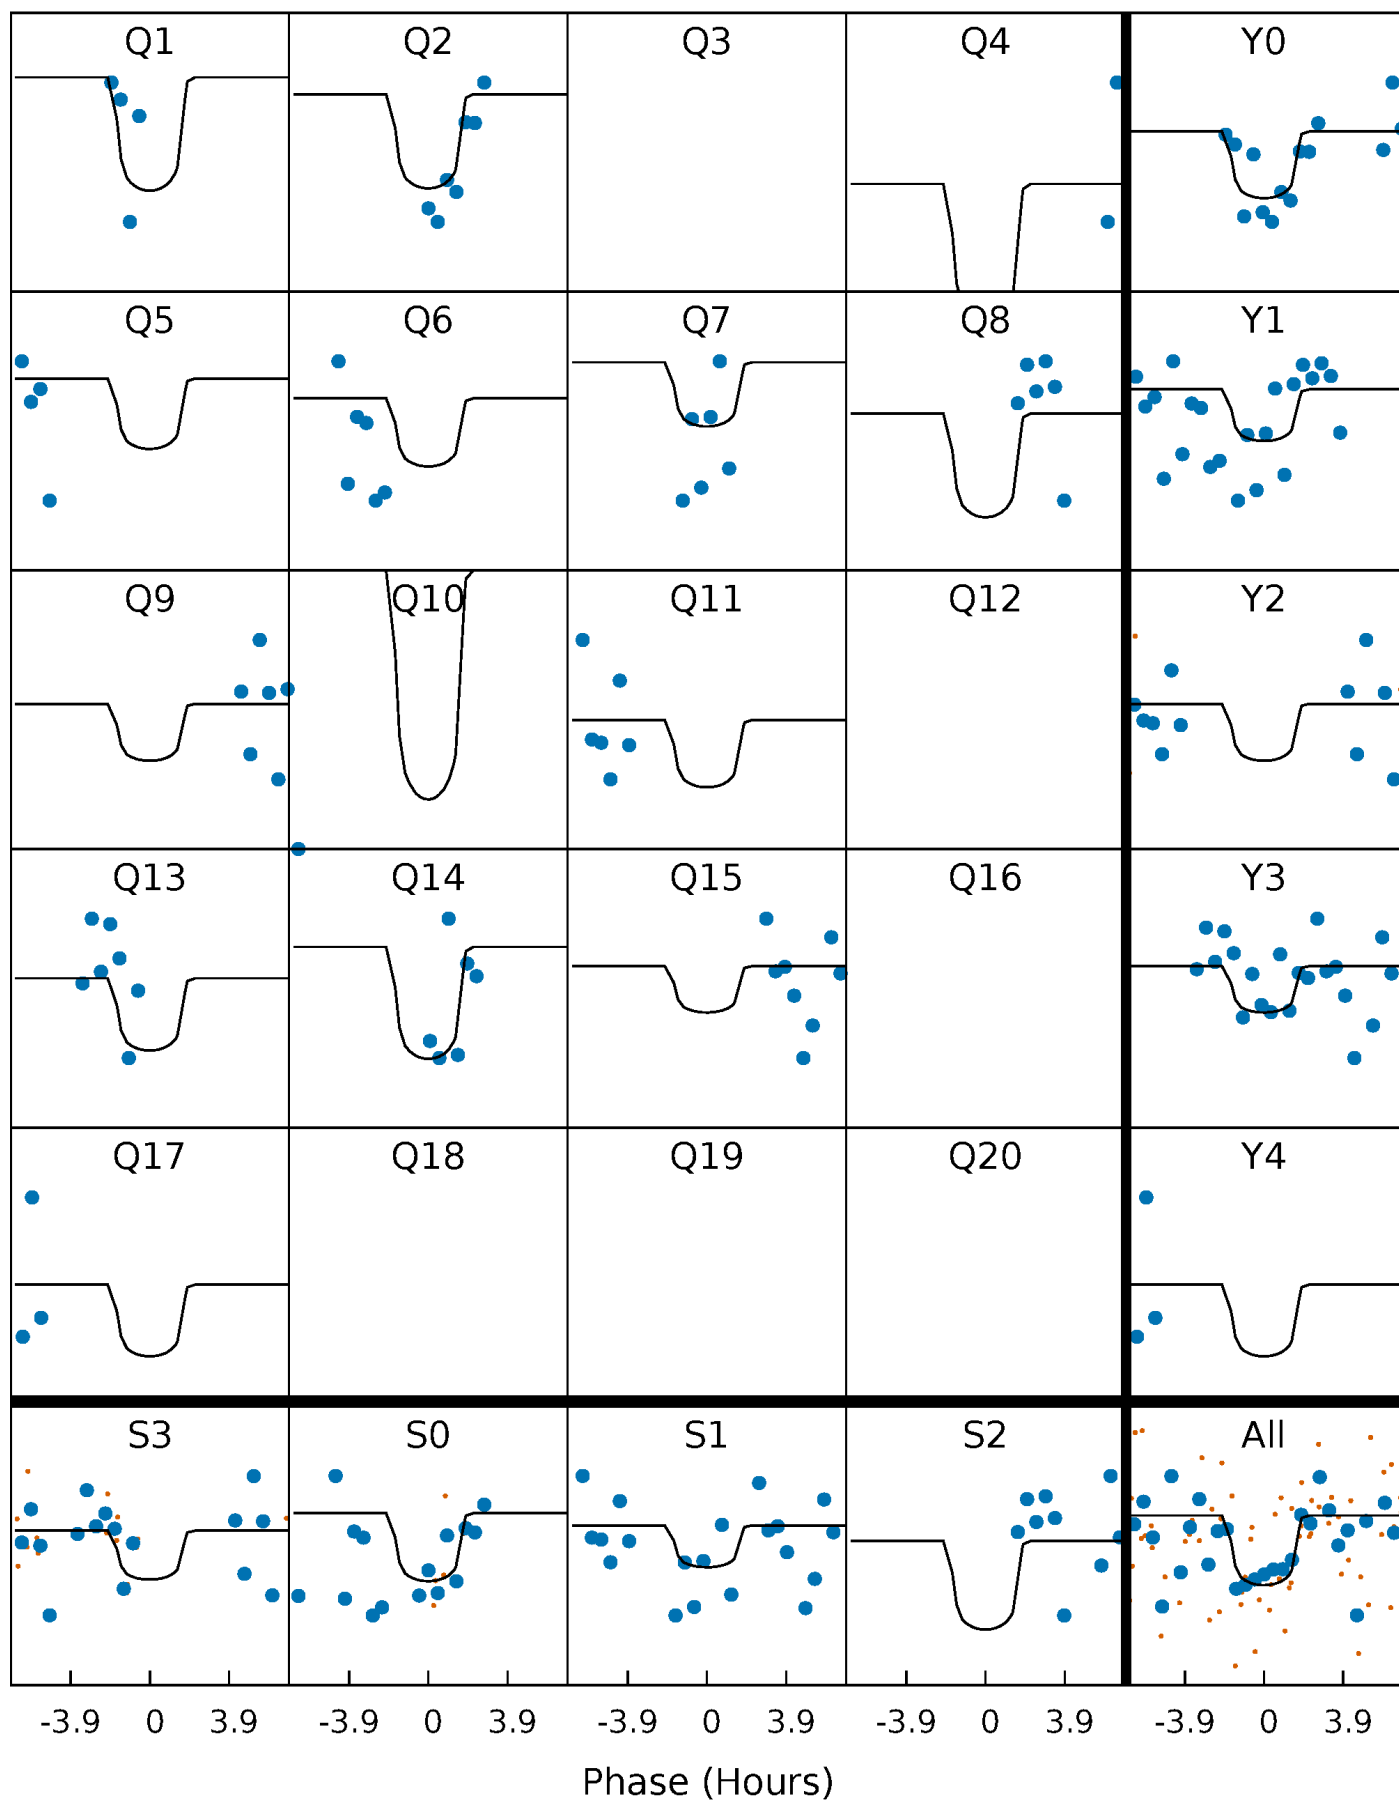 Q1 Q2 Q3 Q4 Y0
Q5 Q6 Q7 Q8 Y1
Q9 Q10 Q11 Q12 Y2
Q13 Q14 Q15 Q16 Y3
Q17 Q18 Q19 Q20 Y4
S3 S0 S1 S2 All
-3.9 0 3.9 -3.9 0 3.9 -3.9 0 3.9 -3.9 0 3.9 -3.9 0 3.9
Phase (Hours)